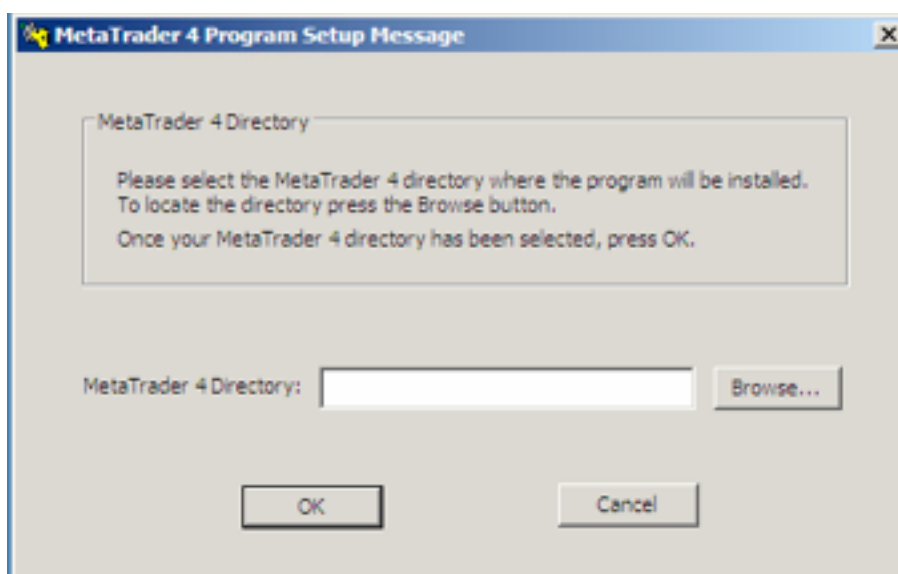 MetaTrader 4 Program Setup Message
MetaTrader 4 Directory
Please select the MetaTrader 4 directory where the program will be installed.
To locate the directory press the Browse button.
Once your MetaTrader 4 directory has been selected, press OK.
MetaTrader 4 Directory:
Browse...
OK
Cancel